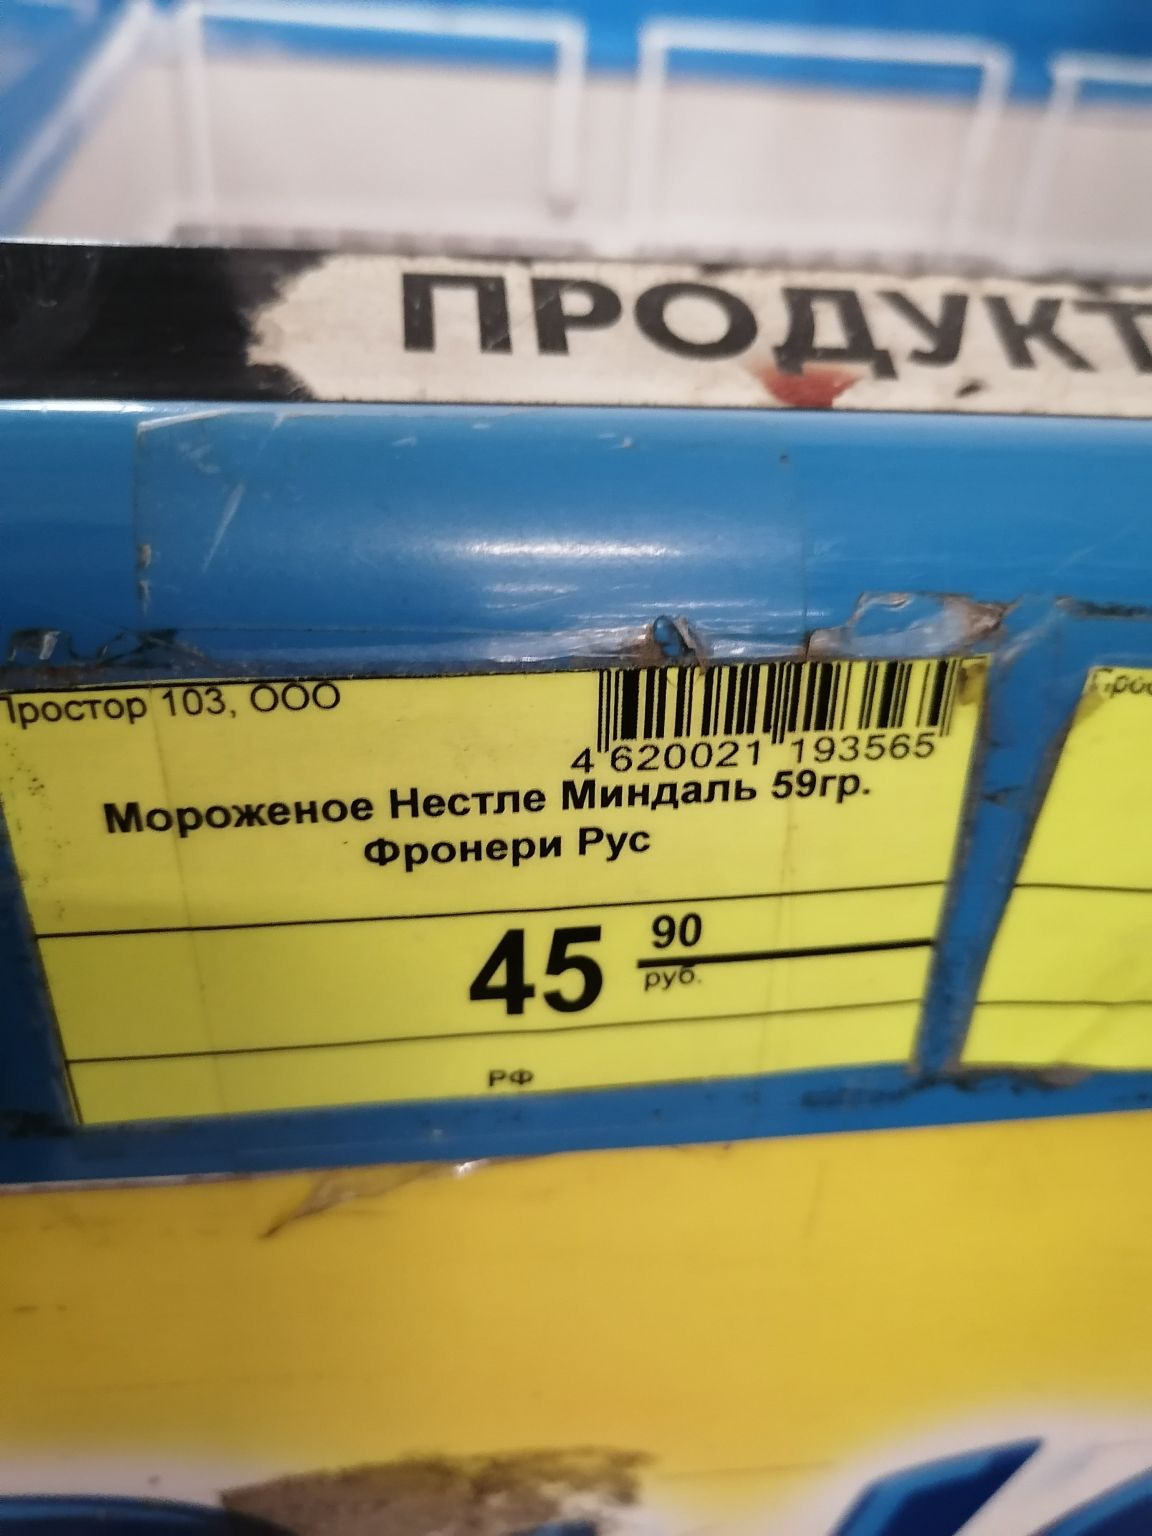 ПРОДУКТ
Простор 103, ООО
4 620021 193565
Мороженое Нестле Миндаль 59гр.
Фронери Рус
45 90
руб.
РФ